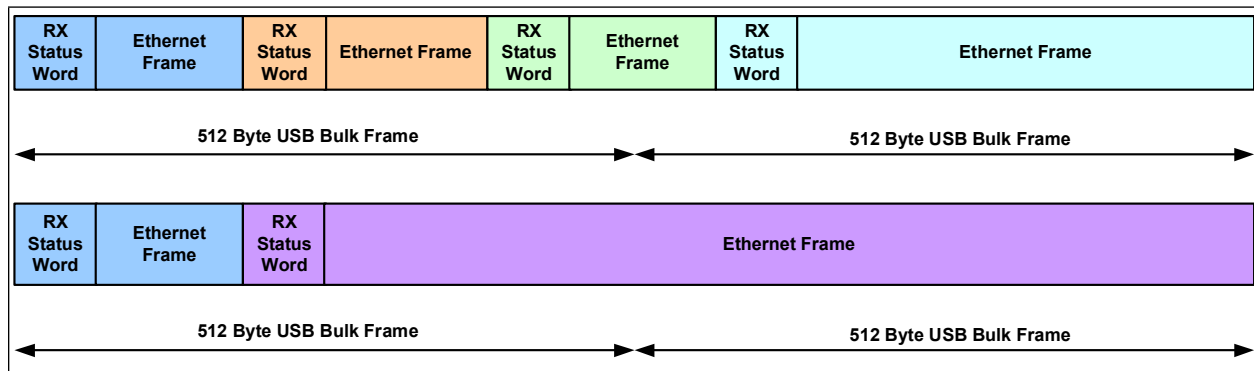 RX
Status
Word
Ethernet
Frame
RX
Status
Word
Ethernet Frame
RX
Status
Word
Ethernet
Frame
RX
Status
Word
Ethernet Frame
512 Byte USB Bulk Frame
512 Byte USB Bulk Frame
RX
Status
Word
Ethernet
Frame
RX
Status
Word
Ethernet Frame
512 Byte USB Bulk Frame
512 Byte USB Bulk Frame